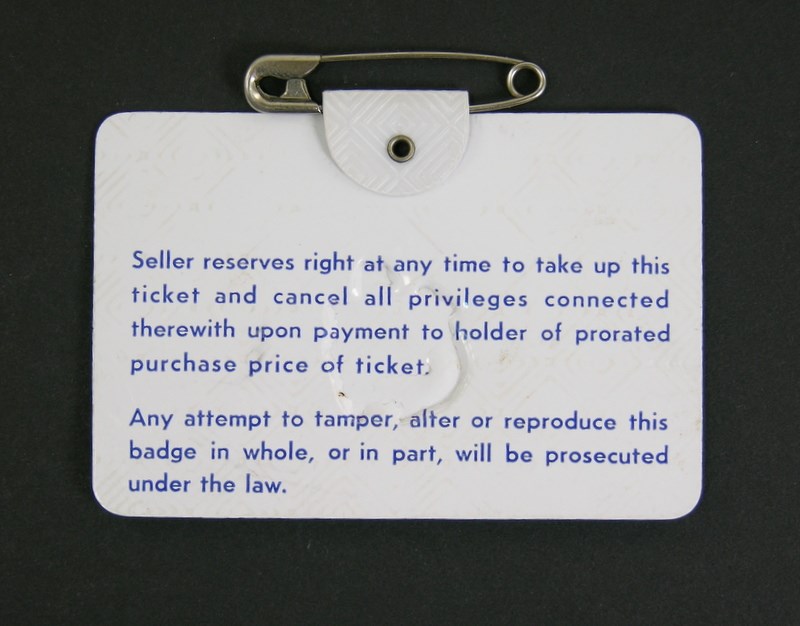 Seller reserves right at any time to take up this
ticket and cancel all privileges connected
therewith upon payment to holder of prorated
purchase price of ticket.
Any attempt to tamper, alter or reproduce this
badge in whole, or in part, will be prosecuted
under the law.